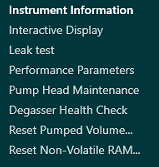 Instrument Information
Interactive Display
Leak test
Performance Parameters
Pump Head Maintenance
Degasser Health Check
Reset Pumped Volume...
Reset Non-Volatile RAM...